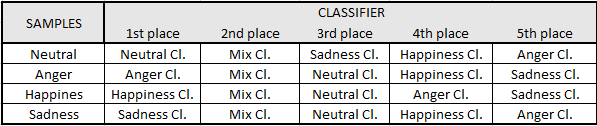 SAMPLES CLASSIFIER
1st place 2nd place 3rd place 4th place 5th place
Neutral Neutral Cl. Mix Cl. Sadness Cl. Happiness Cl. Anger Cl.
Anger Anger Cl. Mix Cl. Neutral Cl. Happiness Cl. Sadness Cl.
Happines Happiness Cl. Mix Cl. Neutral Cl. Anger Cl. Sadness Cl.
Sadness Sadness Cl. Mix Cl. Neutral Cl. Happiness Cl. Anger Cl.